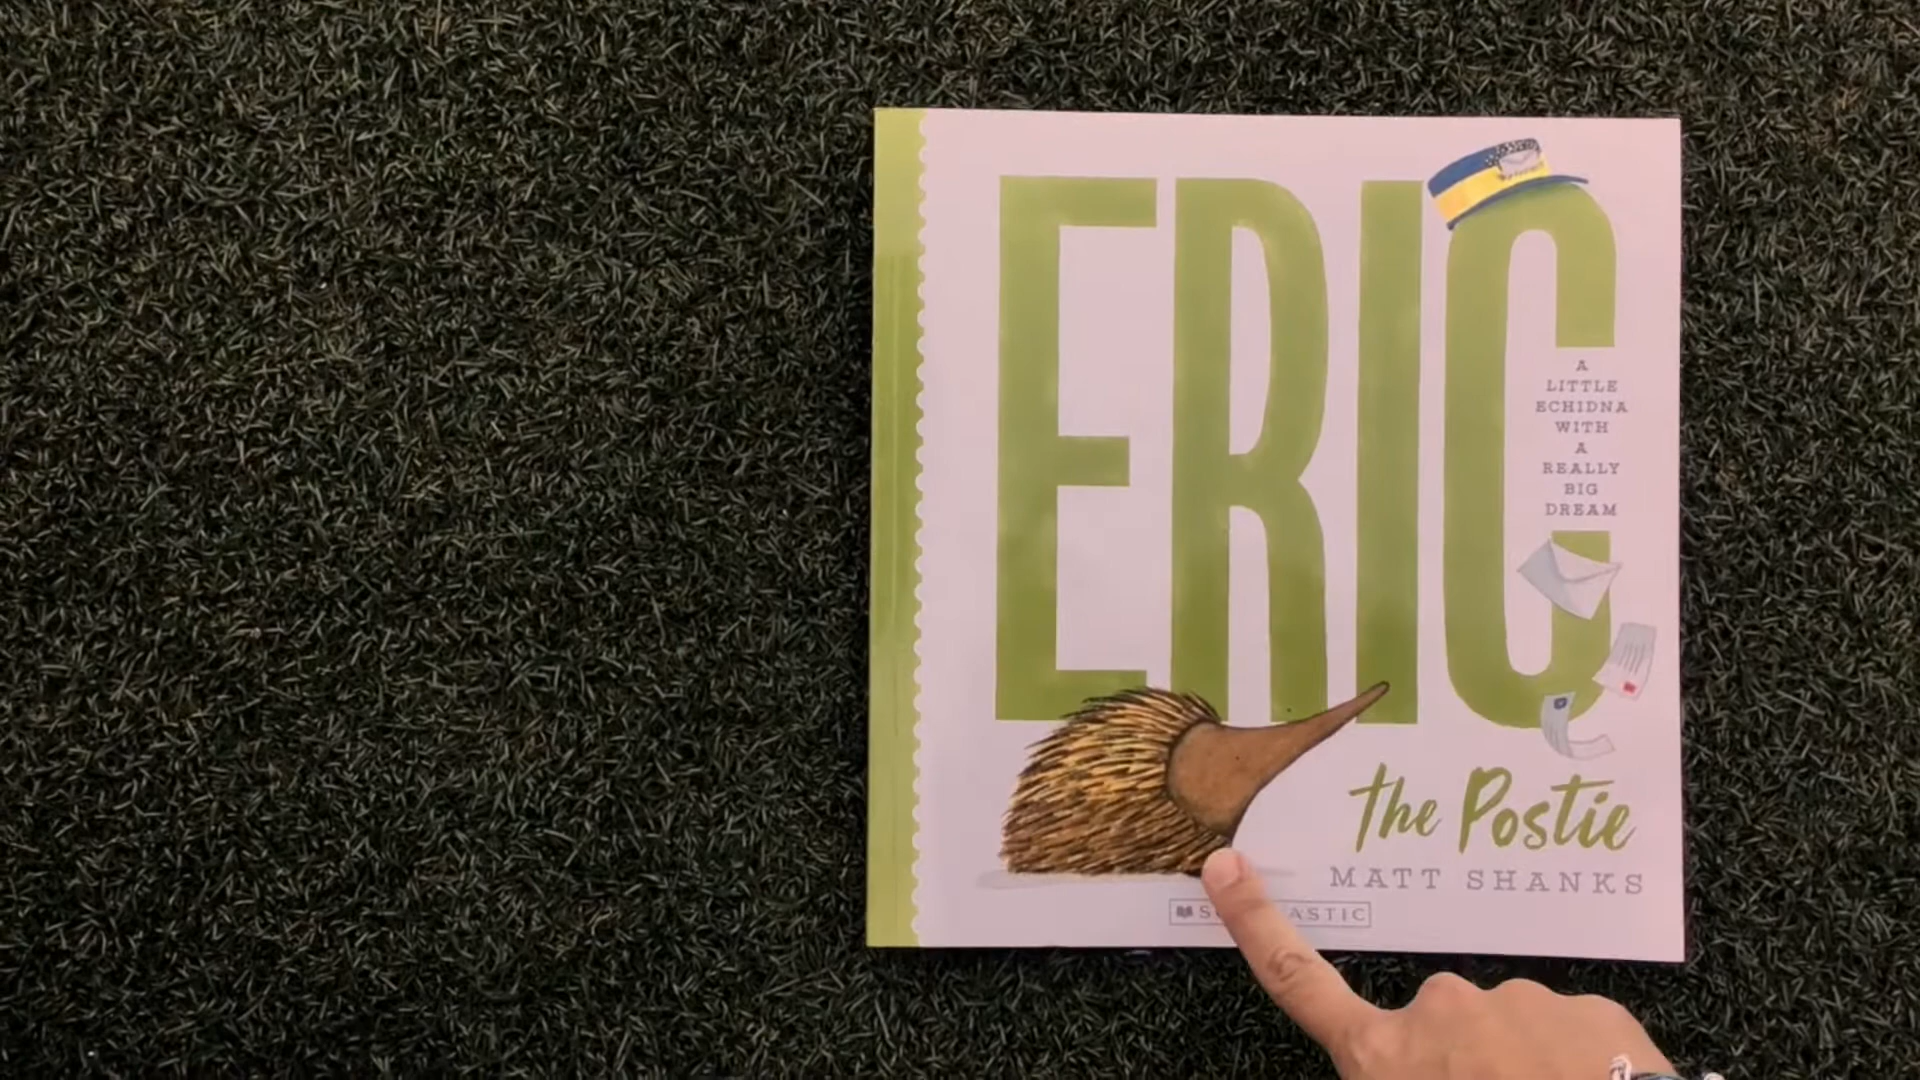 ERIC
A
LITTLE
ECHIDNA
WITH
A
REALLY
BIG
DREAM
the Postie
MATT SHANKS